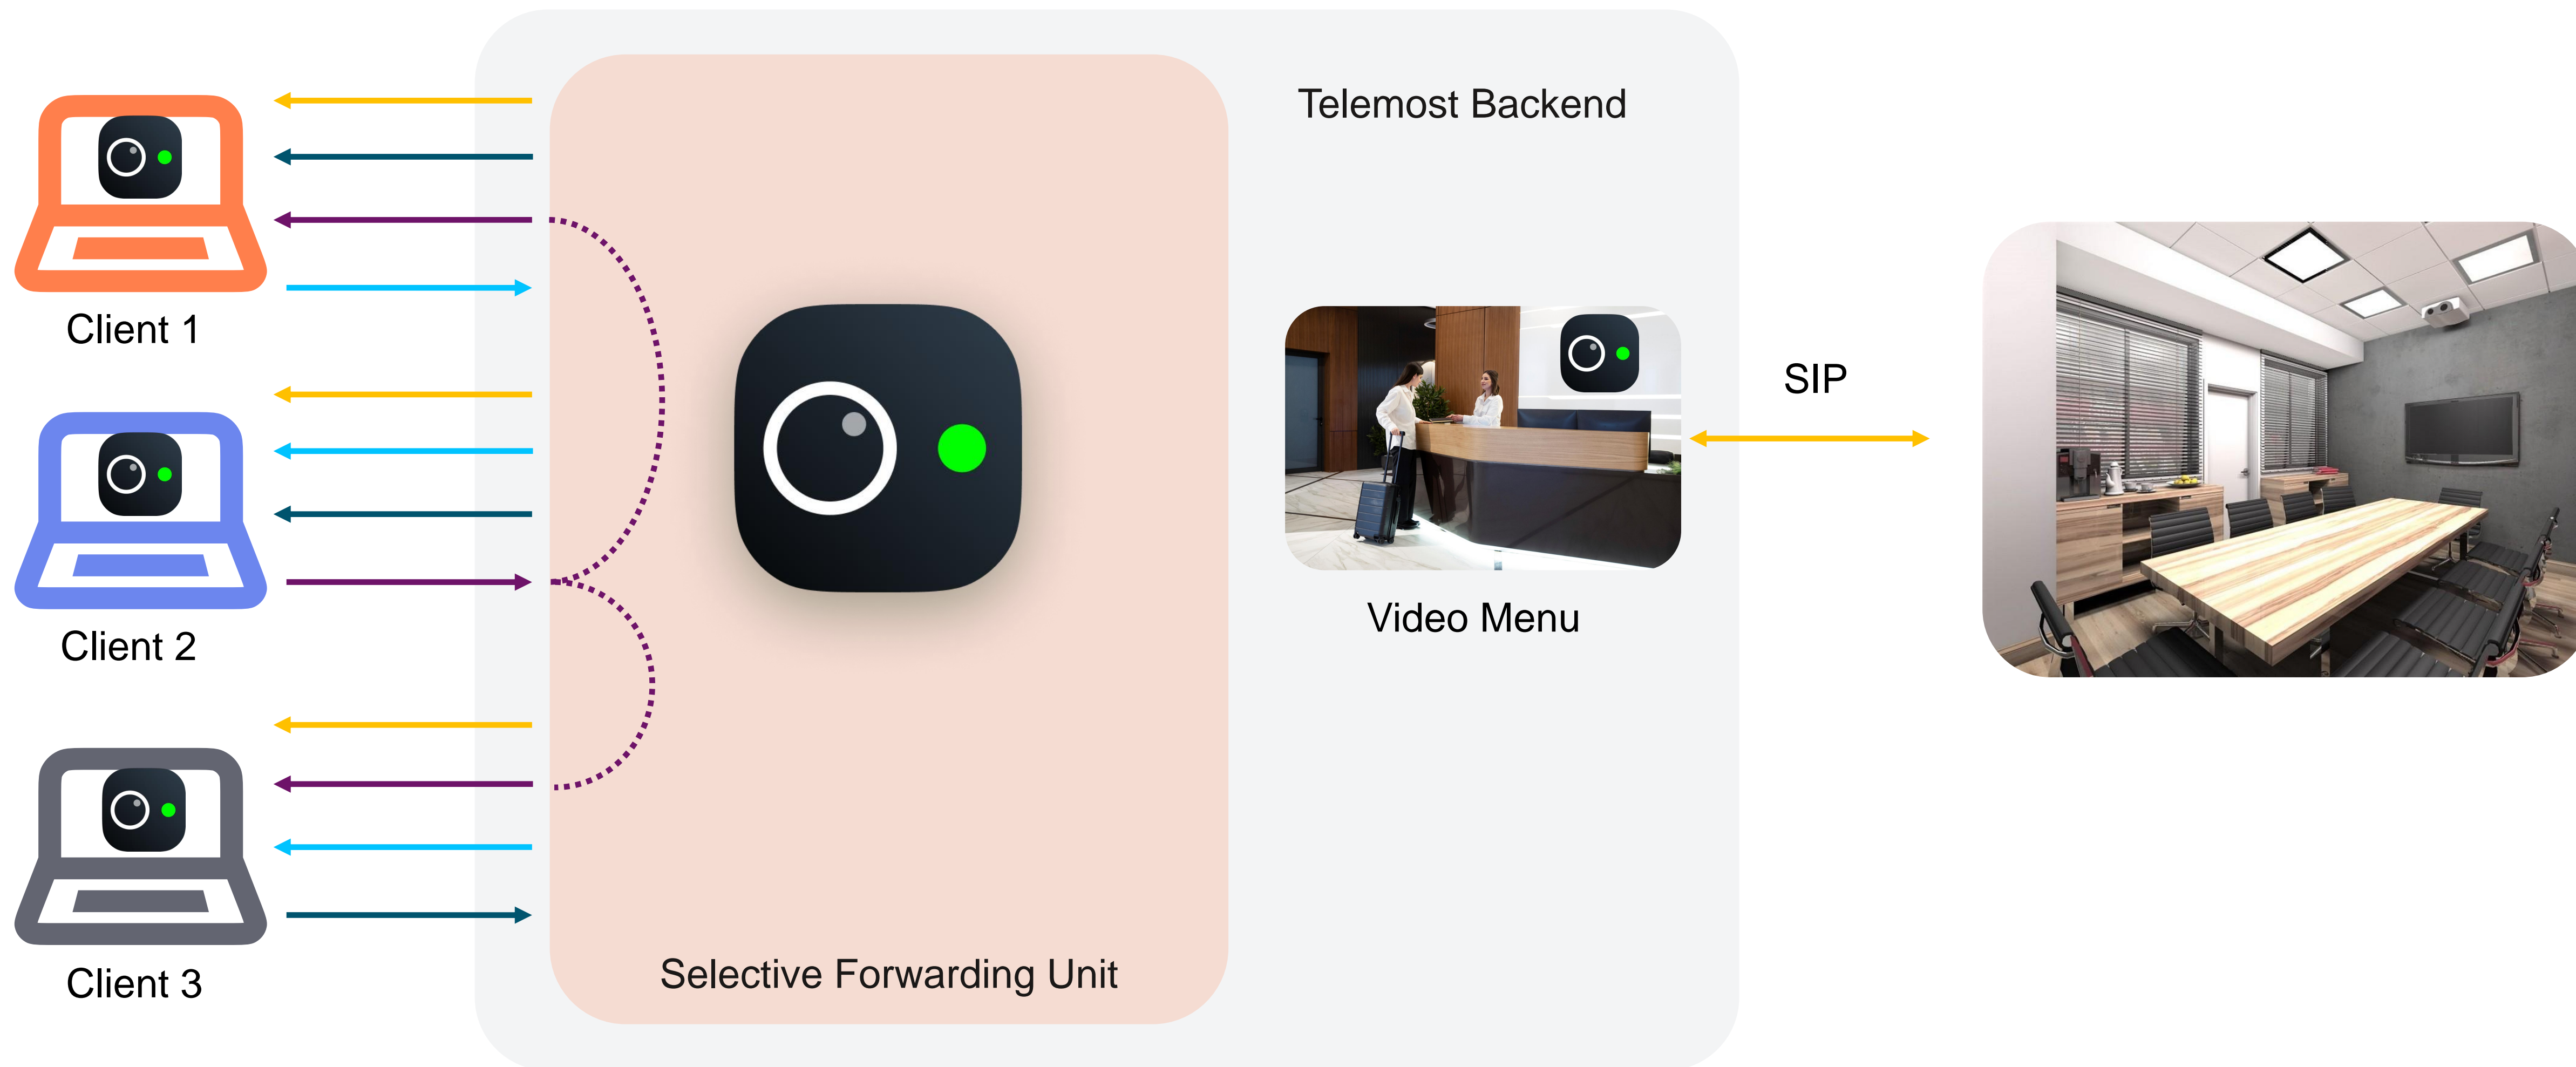 Telemost Backend
Client 1
SIP
Video Menu
Client 2
Selective Forwarding Unit
Client 3